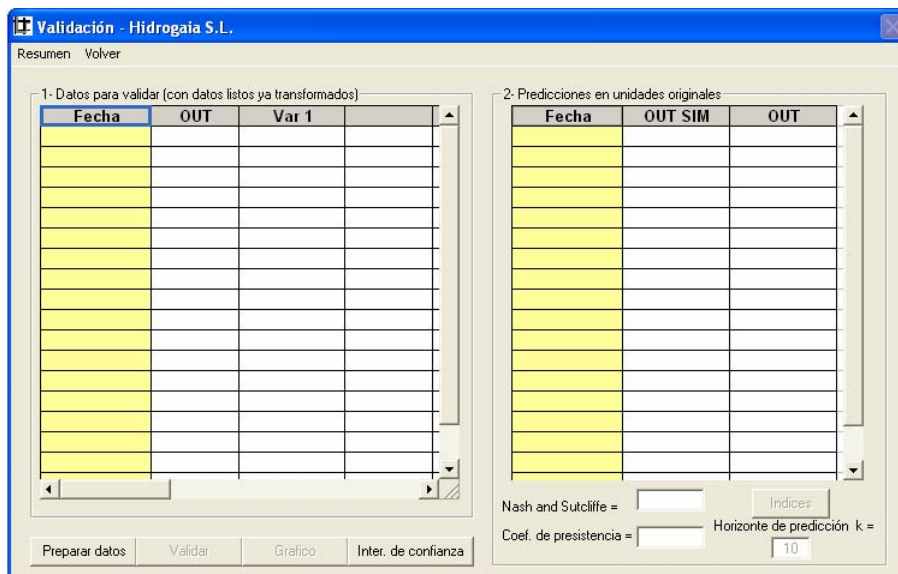 Validación - Hidrogaia S.L.
Resumen Volver
1- Datos para validar (con datos listos ya transformados)
Fecha OUT Var 1
2- Predicciones en unidades originales
Fecha OUT SIM OUT
Nash and Sutcliffe =
Indices
Coef. de presistencia =
Horizonte de predicción k =
10
Preparar datos Validar Grafico Inter. de confianza